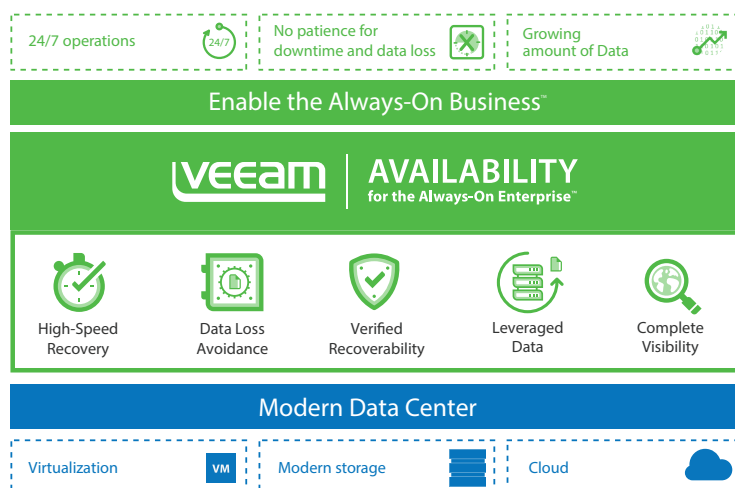 24/7 operations
24/7
No patience for
downtime and data loss
Growing
amount of Data
Enable the Always-On Business™
veeam
AVAILABILITY
for the Always-On Enterprise™
High-Speed
Recovery
Data Loss
Avoidance
Verified
Recoverability
Leveraged
Data
Complete
Visibility
Modern Data Center
Virtualization
VM
Modern storage
Cloud